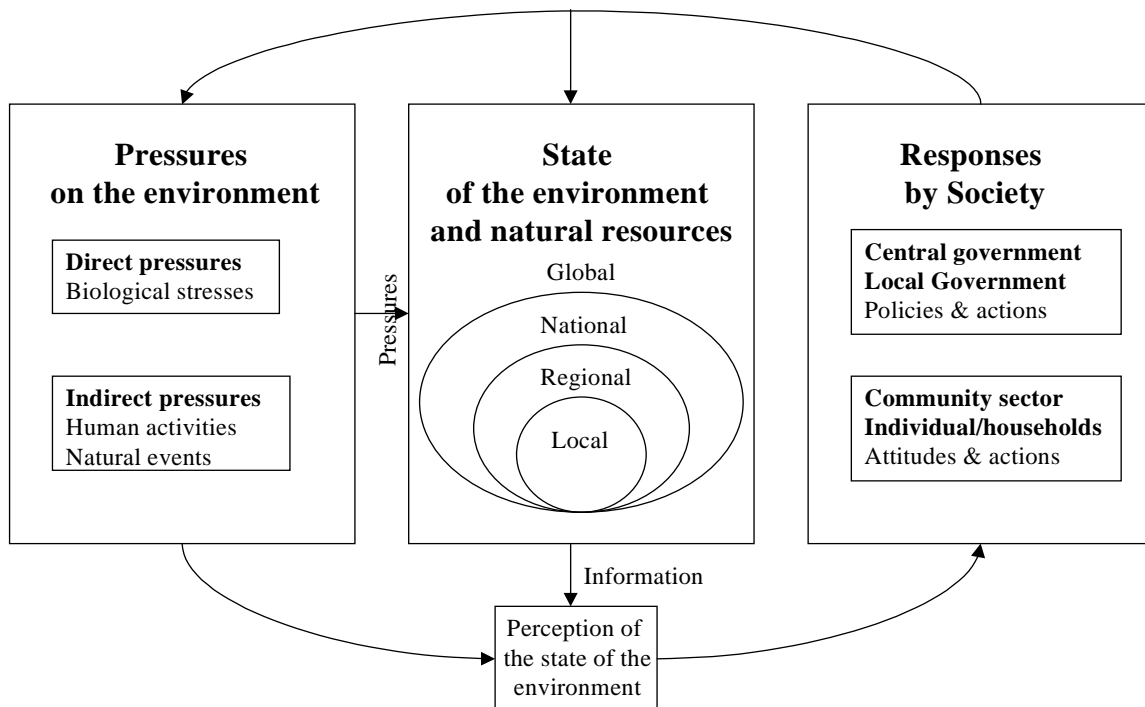 Pressures
on the environment
Direct pressures
Biological stresses
Indirect pressures
Human activities
Natural events
Pressures
State
of the environment
and natural resources
Global
National
Regional
Local
Responses
by Society
Central government
Local Government
Policies & actions
Community sector
Individual/households
Attitudes & actions
Information
Perception of
the state of the
environment